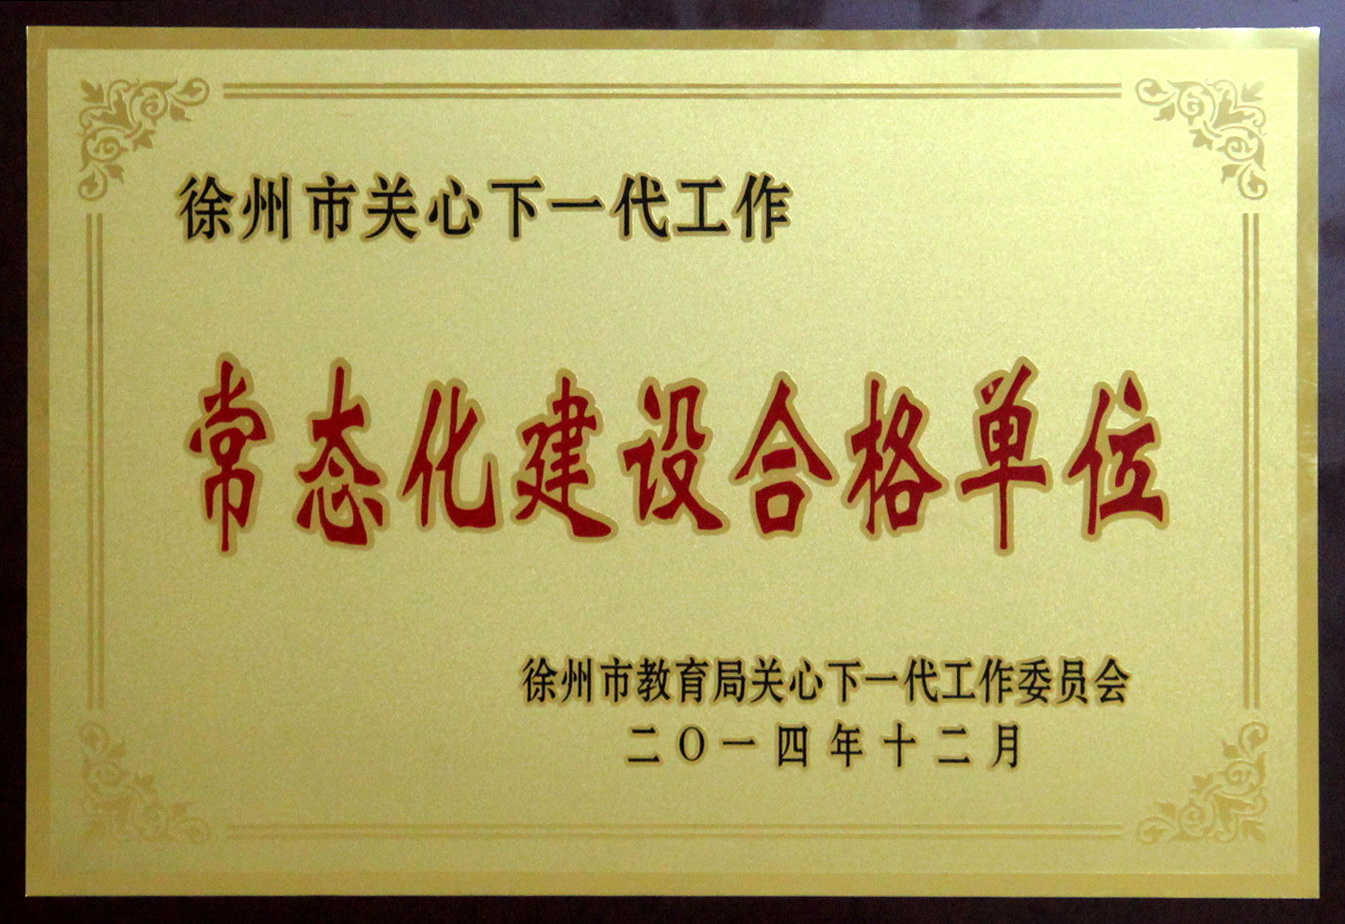 徐州市关心下一代工作
常态化建设合格单位
徐州市教育局关心下一代工作委员会
二〇一四年十二月